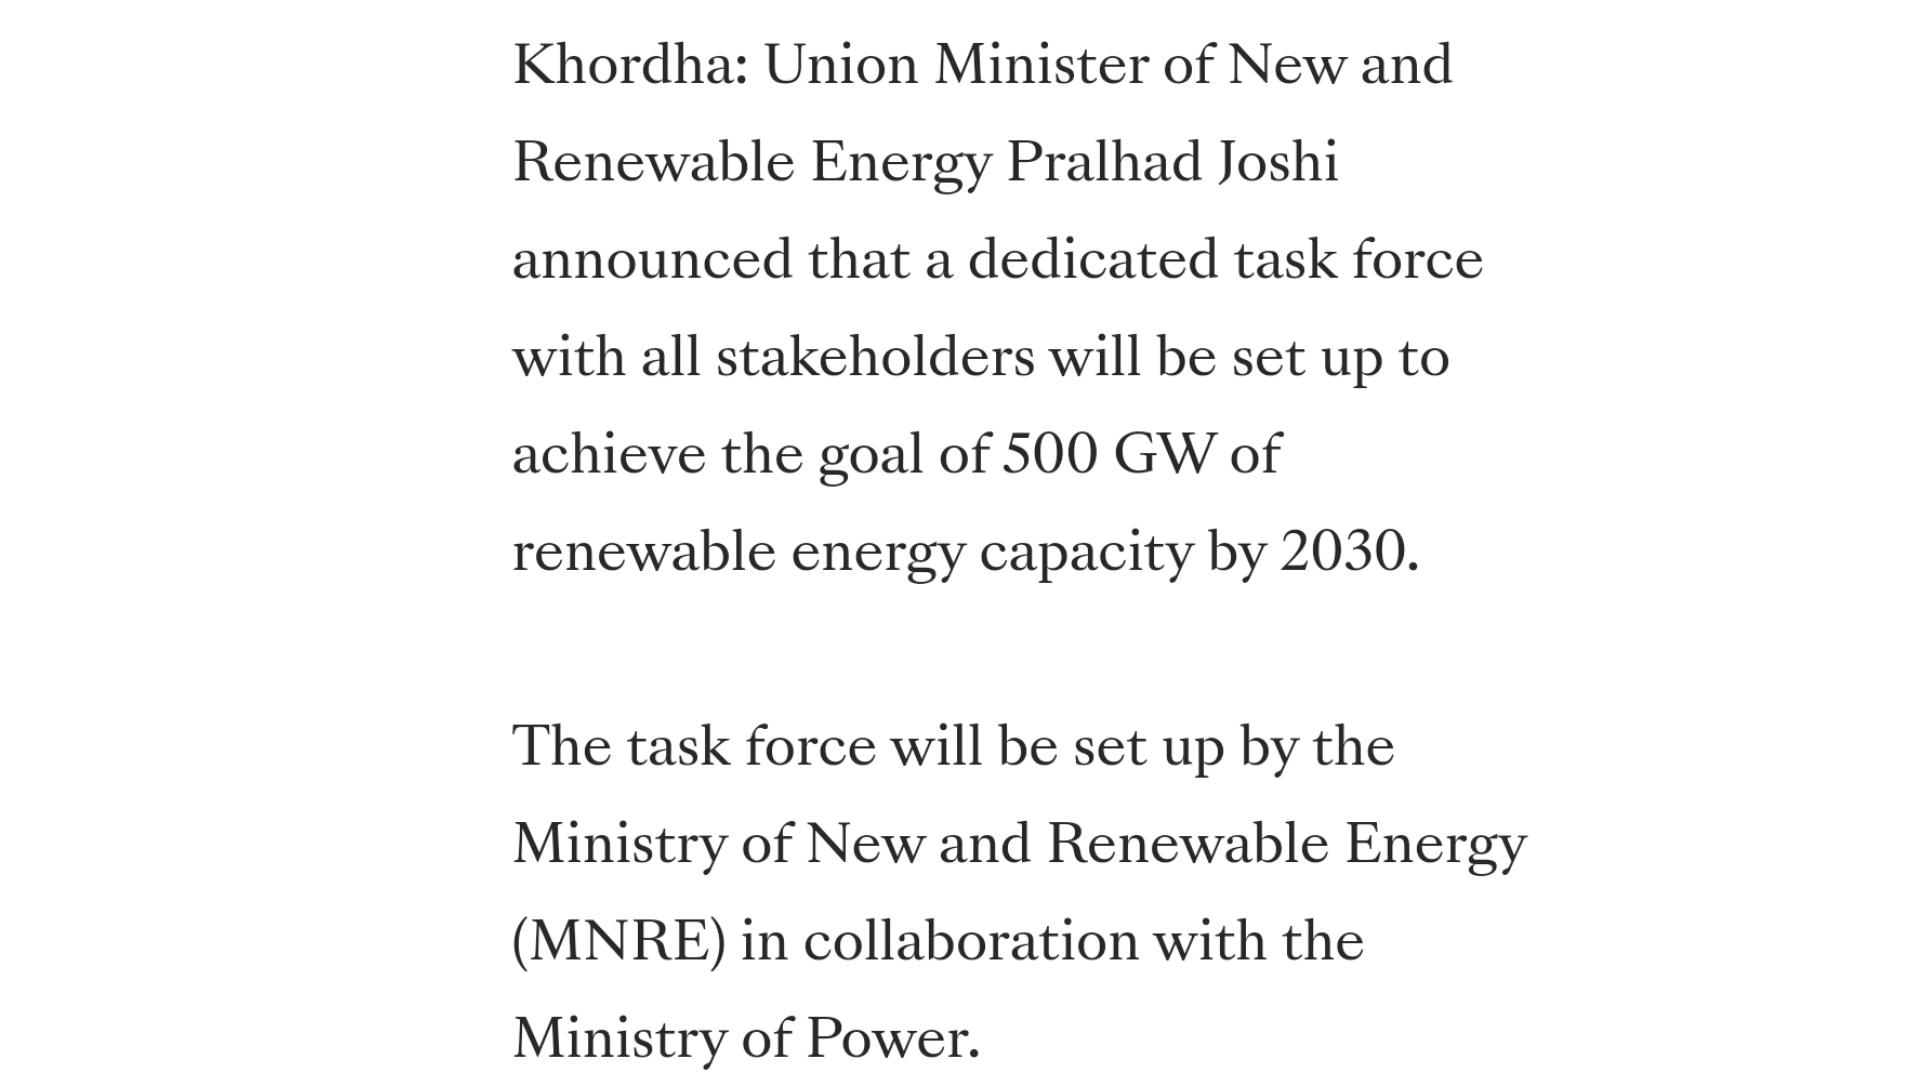 Khordha: Union Minister of New and
Renewable Energy Pralhad Joshi
announced that a dedicated task force
with all stakeholders will be set up to
achieve the goal of 500 GW of
renewable energy capacity by 2030.
The task force will be set up by the
Ministry of New and Renewable Energy
(MNRE) in collaboration with the
Ministry of Power.